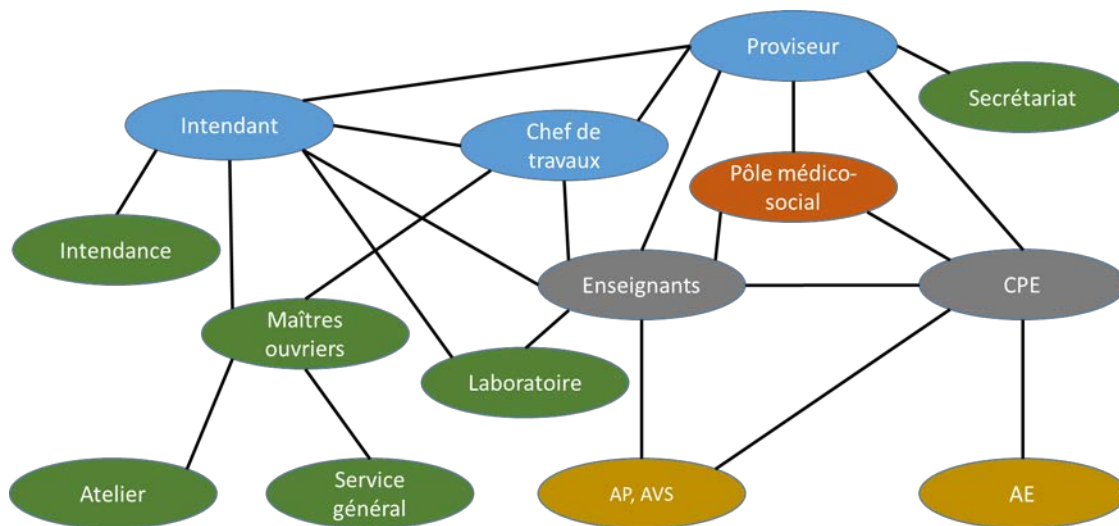 Proviseur
Secrétariat
Intendant
Chef de
travaux
Pôle médico-
social
Intendance
Enseignants
CPE
Maîtres
ouvriers
Laboratoire
Atelier
Service
général
AP, AVS
AE